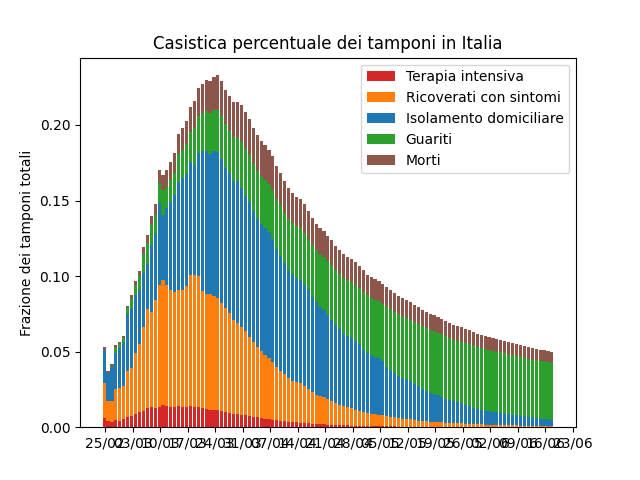 Casistica percentuale dei tamponi in Italia
Terapia intensiva
Ricoverati con sintomi
Isolamento domiciliare
Guariti
Morti
Frazione dei tamponi totali
0.20
0.15
0.10
0.05
0.00
25/02 03/03 10/03 17/03 24/03 31/03 07/04 14/04 21/04 28/04 05/05 12/05 19/05 26/05 02/06 09/06 16/06 23/06